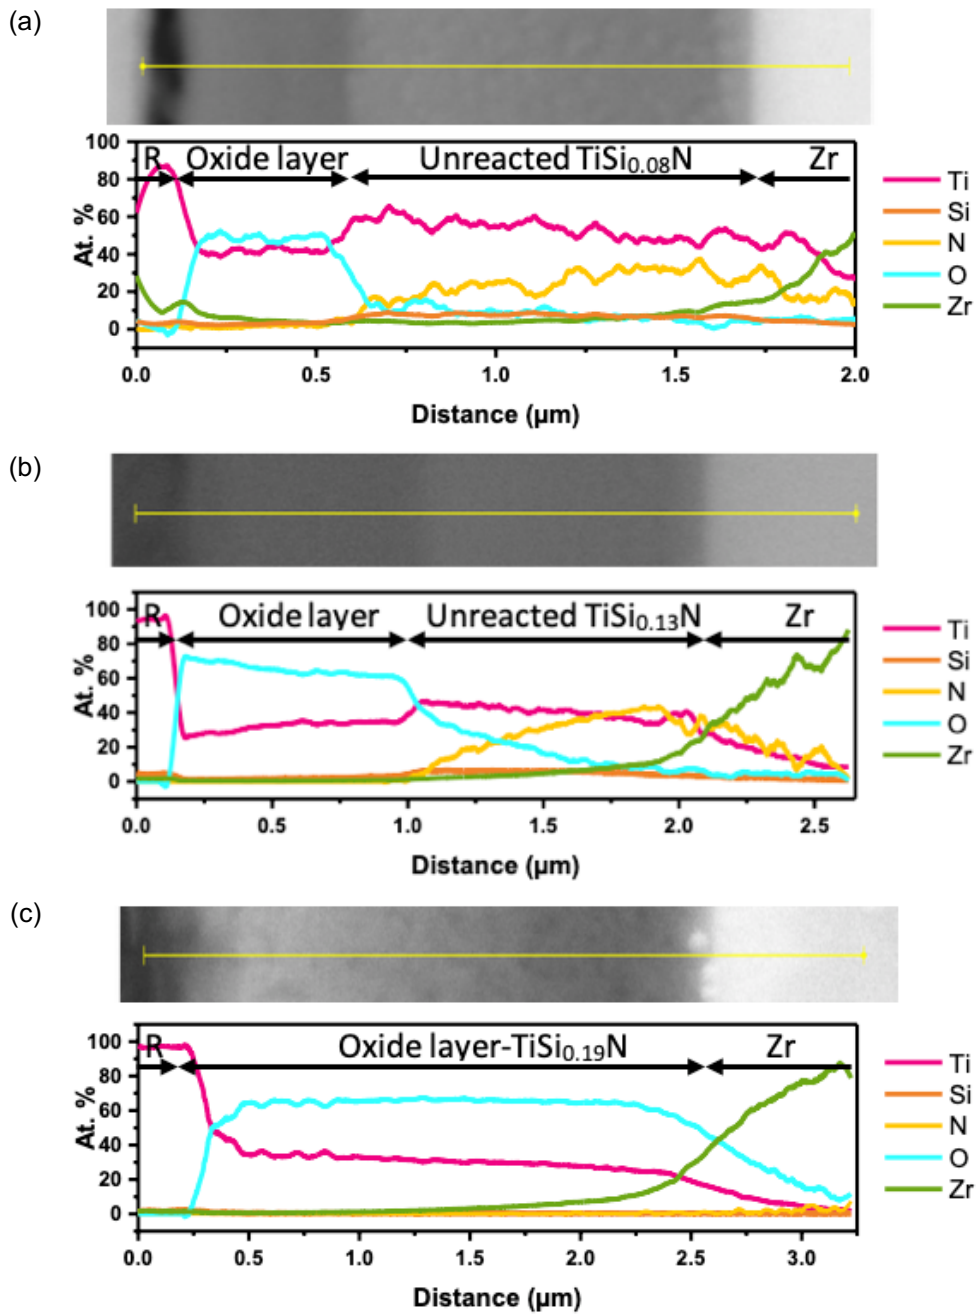 (a)
R Oxide layer Unreacted TiSi0.08N Zr
100
80
60
40
20
0
At. %
0.0 0.5 1.0 1.5 2.0
Distance (μm)
Ti
Si
N
O
Zr
(b)
R Oxide layer Unreacted TiSi0.13N Zr
100
80
60
40
20
0
At. %
0.0 0.5 1.0 1.5 2.0 2.5
Distance (μm)
Ti
Si
N
O
Zr
(c)
R Oxide layer-TiSi0.19N Zr
100
80
60
40
20
0
At. %
0.0 0.5 1.0 1.5 2.0 2.5 3.0
Distance (μm)
Ti
Si
N
O
Zr